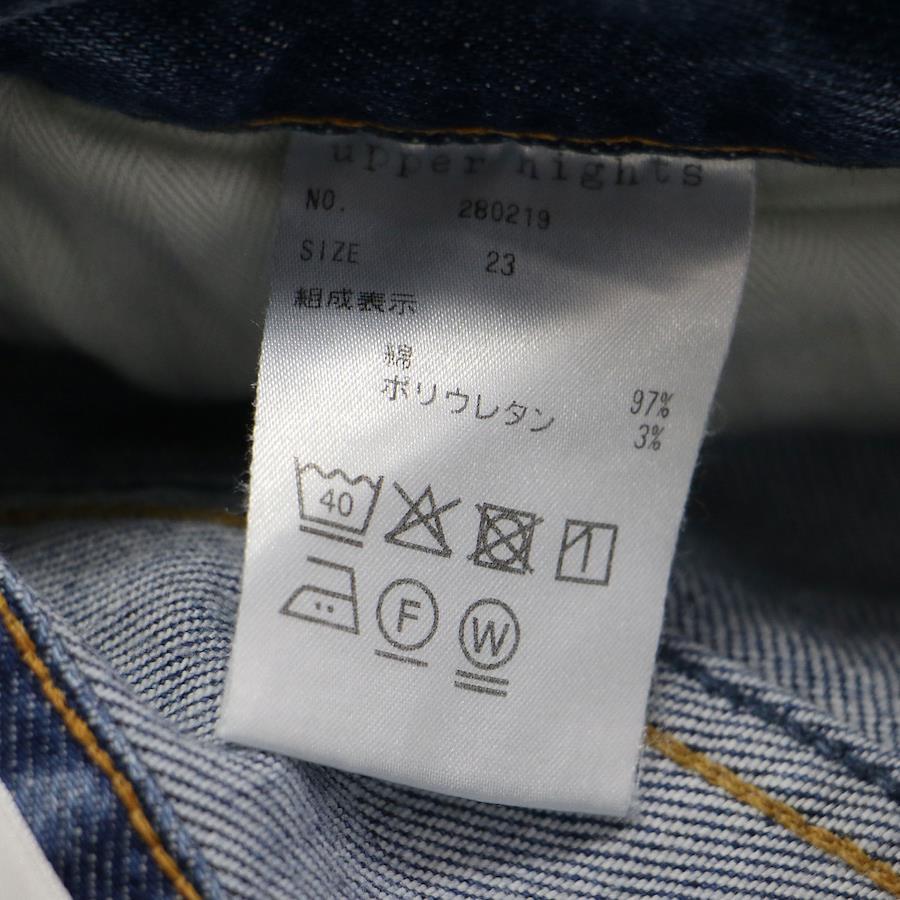 upper hights
NO. 280219
SIZE 23
組成表示
綿 97%
ポリウレタン 3%
40
F W